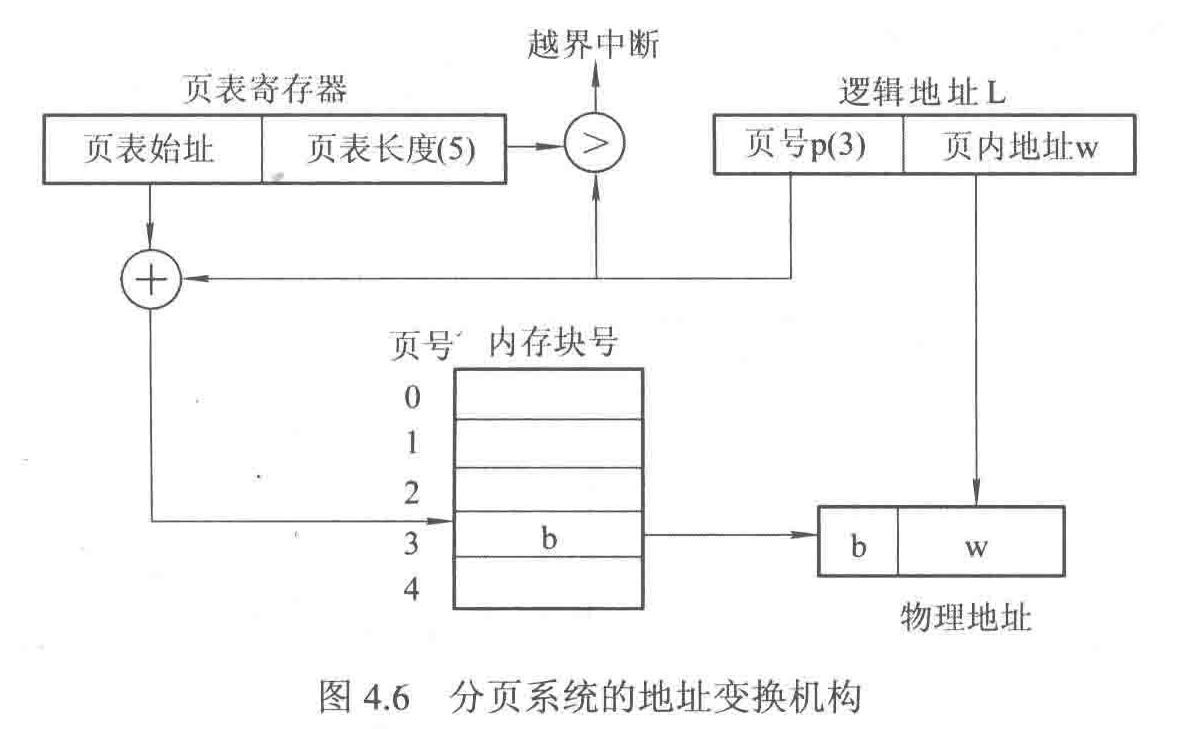 越界中断
页表寄存器
逻辑地址L
页表始址
页表长度(5)
>
页号p(3)
页内地址w
+
页号
内存块号
0
1
2
3
b
4
b
w
物理地址
图 4.6 分页系统的地址变换机构